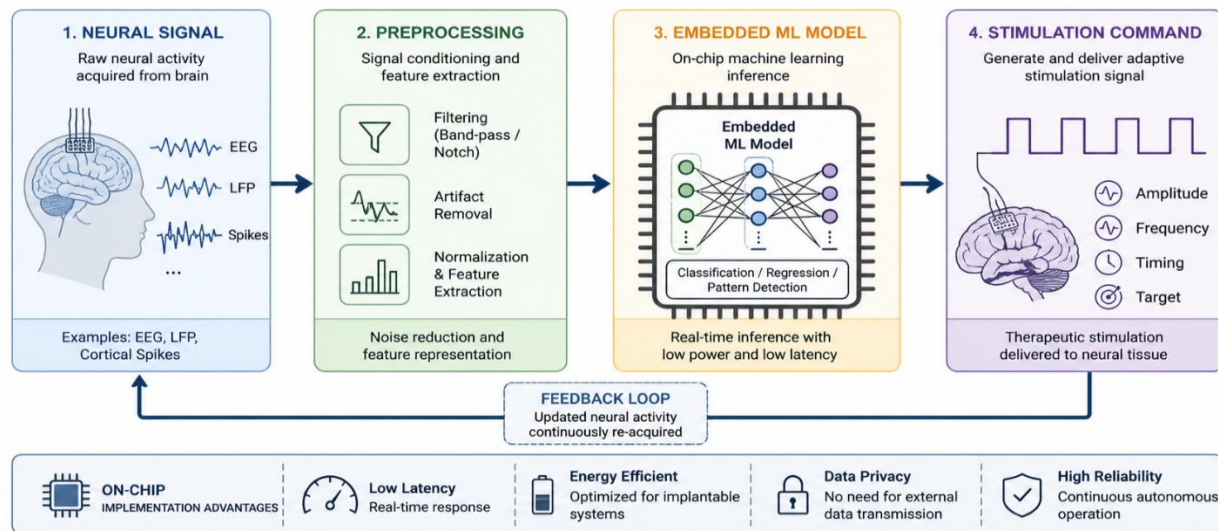 1. NEURAL SIGNAL
Raw neural activity
acquired from brain
EEG
LFP
Spikes
...
Examples: EEG, LFP,
Cortical Spikes
2. PREPROCESSING
Signal conditioning and
feature extraction
Filtering
(Band-pass /
Notch)
Artifact
Removal
Normalization
& Feature
Extraction
Noise reduction and
feature representation
3. EMBEDDED ML MODEL
On-chip machine learning
inference
Embedded
ML Model
Classification / Regression /
Pattern Detection
Real-time inference with
low power and low latency
4. STIMULATION COMMAND
Generate and deliver adaptive
stimulation signal
Amplitude
Frequency
Timing
Target
Therapeutic stimulation
delivered to neural tissue
FEEDBACK LOOP
Updated neural activity
continuously re-acquired
ON-CHIP
IMPLEMENTATION ADVANTAGES
Low Latency
Real-time response
Energy Efficient
Optimized for implantable
systems
Data Privacy
No need for external
data transmission
High Reliability
Continuous autonomous
operation